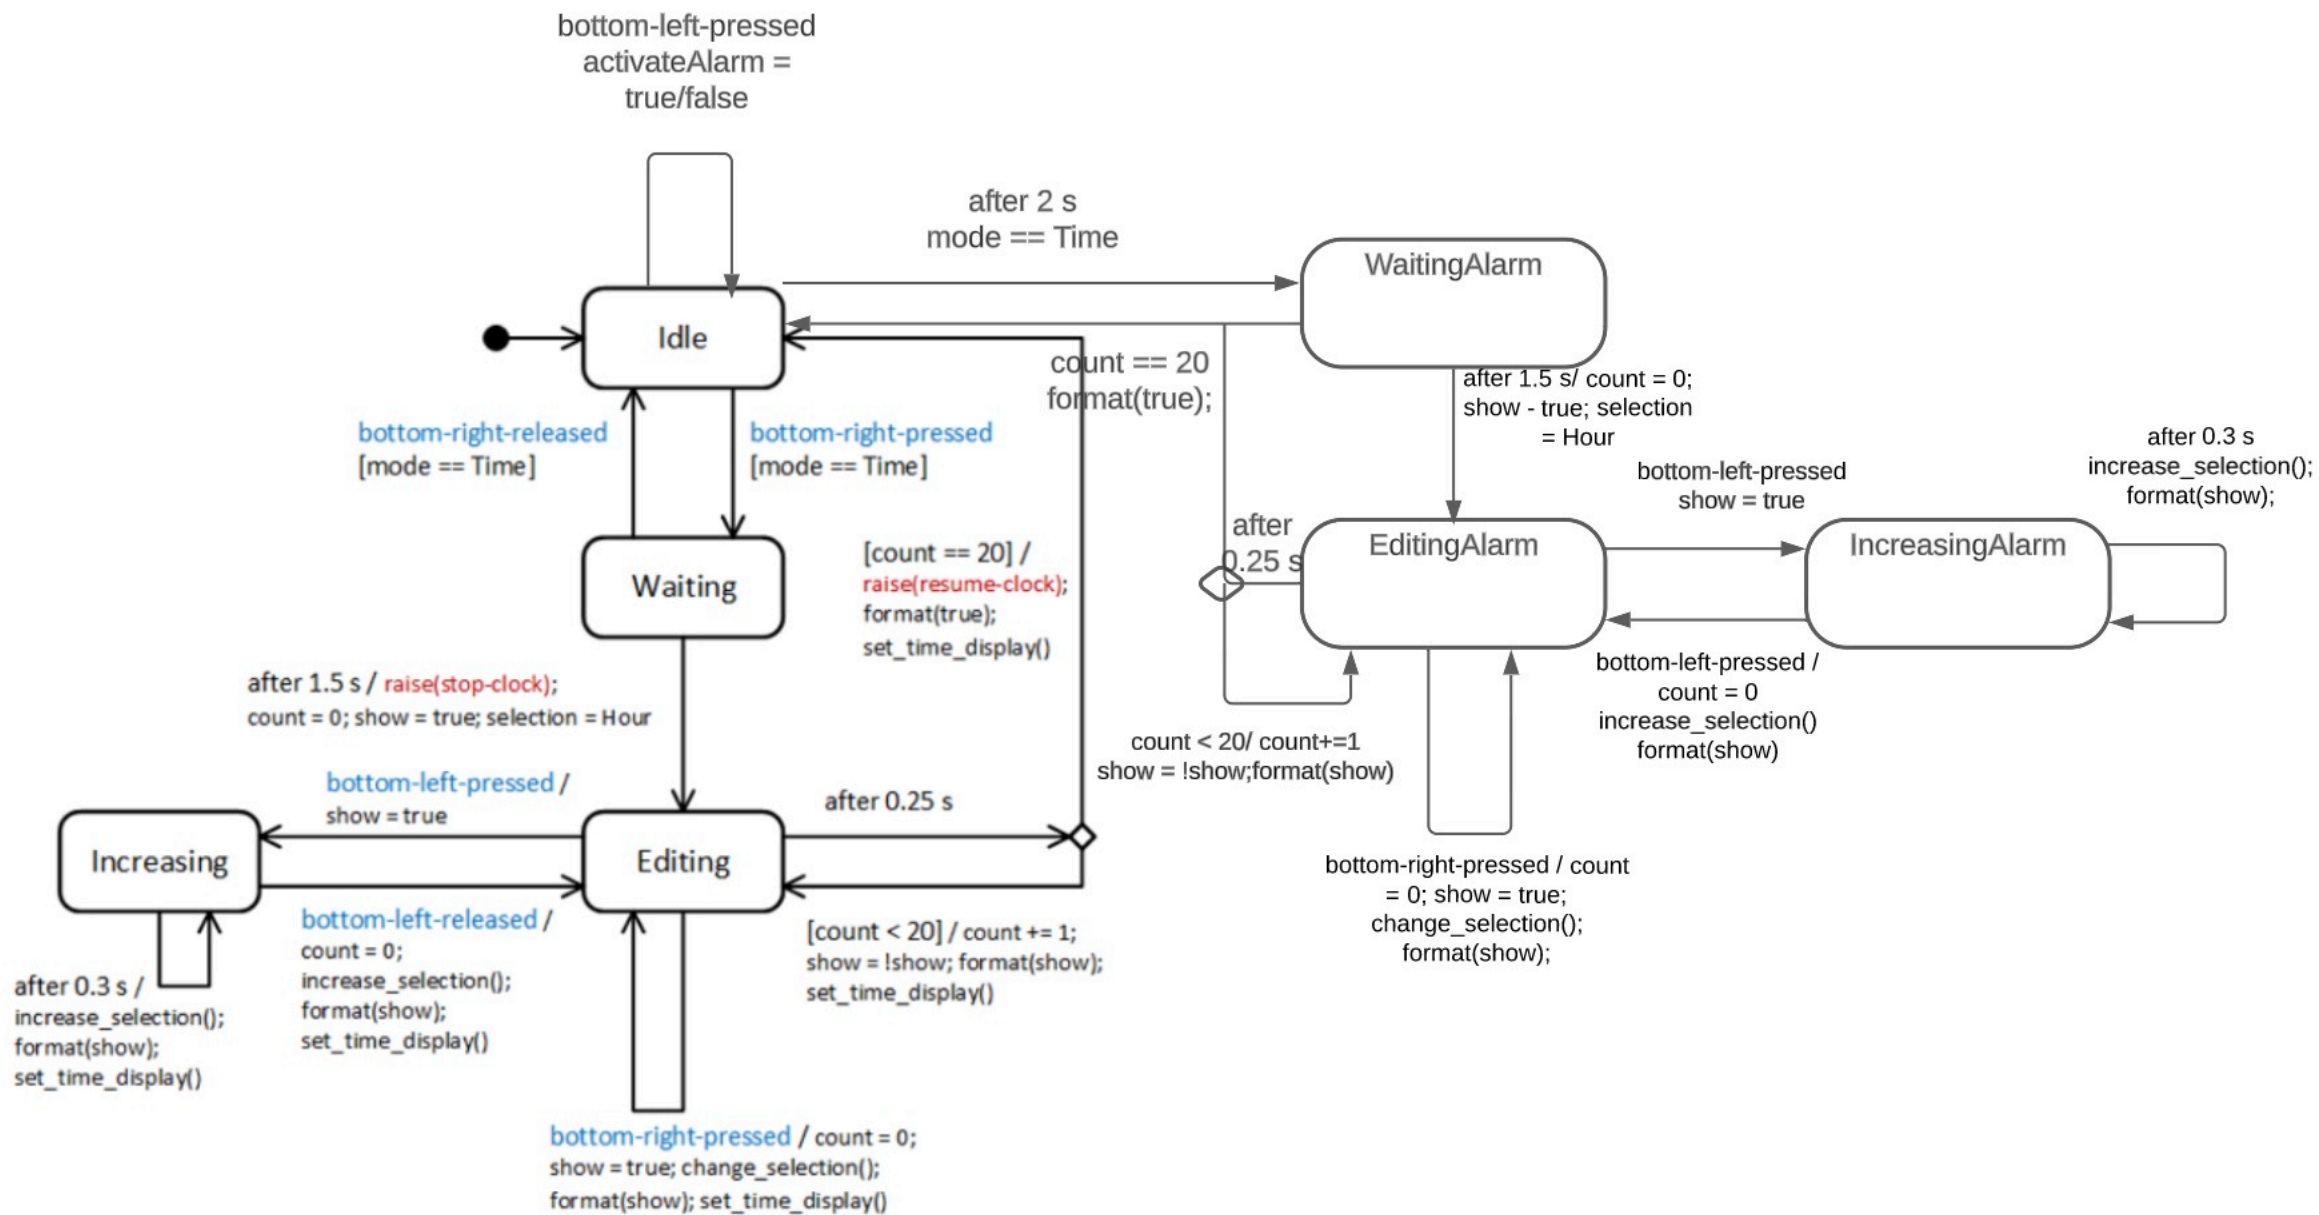 bottom-left-pressed
activateAlarm =
true/false
after 2 s
mode == Time
WaitingAlarm
Idle
count == 20
format(true);
after 1.5 s/ count = 0;
show - true; selection
= Hour
bottom-right-released
[mode == Time]
bottom-right-pressed
[mode == Time]
bottom-left-pressed
show = true
after 0.3 s
increase_selection();
format(show);
after
0.25 s
EditingAlarm
IncreasingAlarm
Waiting
[count == 20] /
raise(resume-clock);
format(true);
set_time_display()
after 1.5 s / raise(stop-clock);
count = 0; show = true; selection = Hour
bottom-left-pressed /
count = 0
increase_selection()
format(show)
count < 20/ count+=1
show = !show;format(show)
bottom-left-pressed /
show = true
after 0.25 s
Increasing
Editing
bottom-right-pressed / count
= 0; show = true;
change_selection();
format(show);
bottom-left-released /
count = 0;
increase_selection();
format(show);
set_time_display()
[count < 20] / count += 1;
show = !show; format(show);
set_time_display()
after 0.3 s /
increase_selection();
format(show);
set_time_display()
bottom-right-pressed / count = 0;
show = true; change_selection();
format(show); set_time_display()